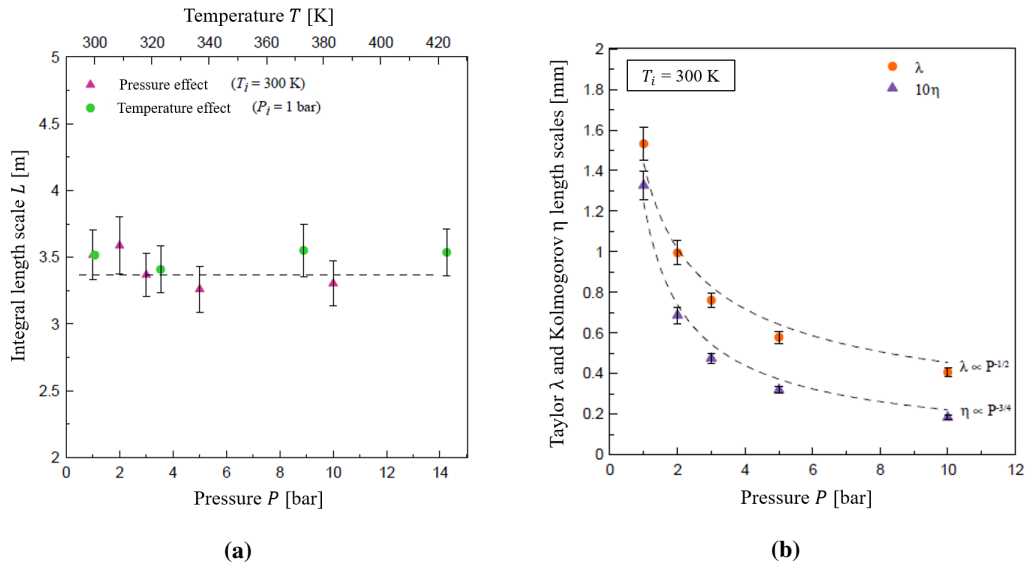 Temperature T [K]
300 320 340 360 380 400 420
5
4.5
4
3.5
3
2.5
2
Integral length scale L [m]
Pressure effect (Ti = 300 K)
Temperature effect (Pi = 1 bar)
0 2 4 6 8 10 12 14
Pressure P [bar]
(a)
2
1.8
1.6
1.4
1.2
1
0.8
0.6
0.4
0.2
0
Taylor λ and Kolmogorov η length scales [mm]
Ti = 300 K
λ
10η
λ ∝ P-1/2
η ∝ P-3/4
0 2 4 6 8 10 12
Pressure P [bar]
(b)